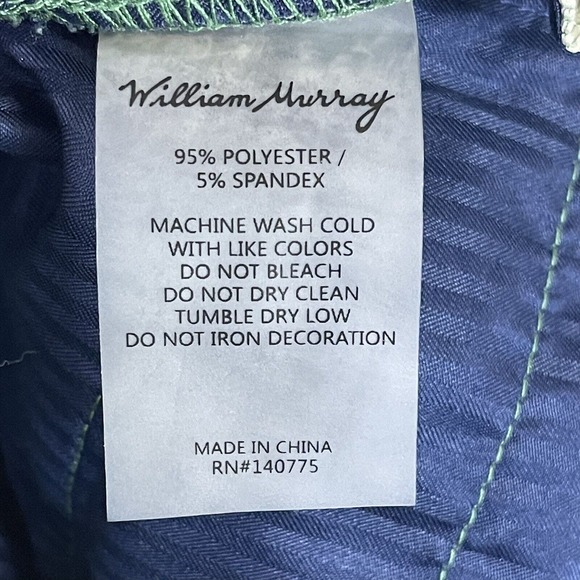 William Murray
95% POLYESTER /
5% SPANDEX
MACHINE WASH COLD
WITH LIKE COLORS
DO NOT BLEACH
DO NOT DRY CLEAN
TUMBLE DRY LOW
DO NOT IRON DECORATION
MADE IN CHINA
RN#140775